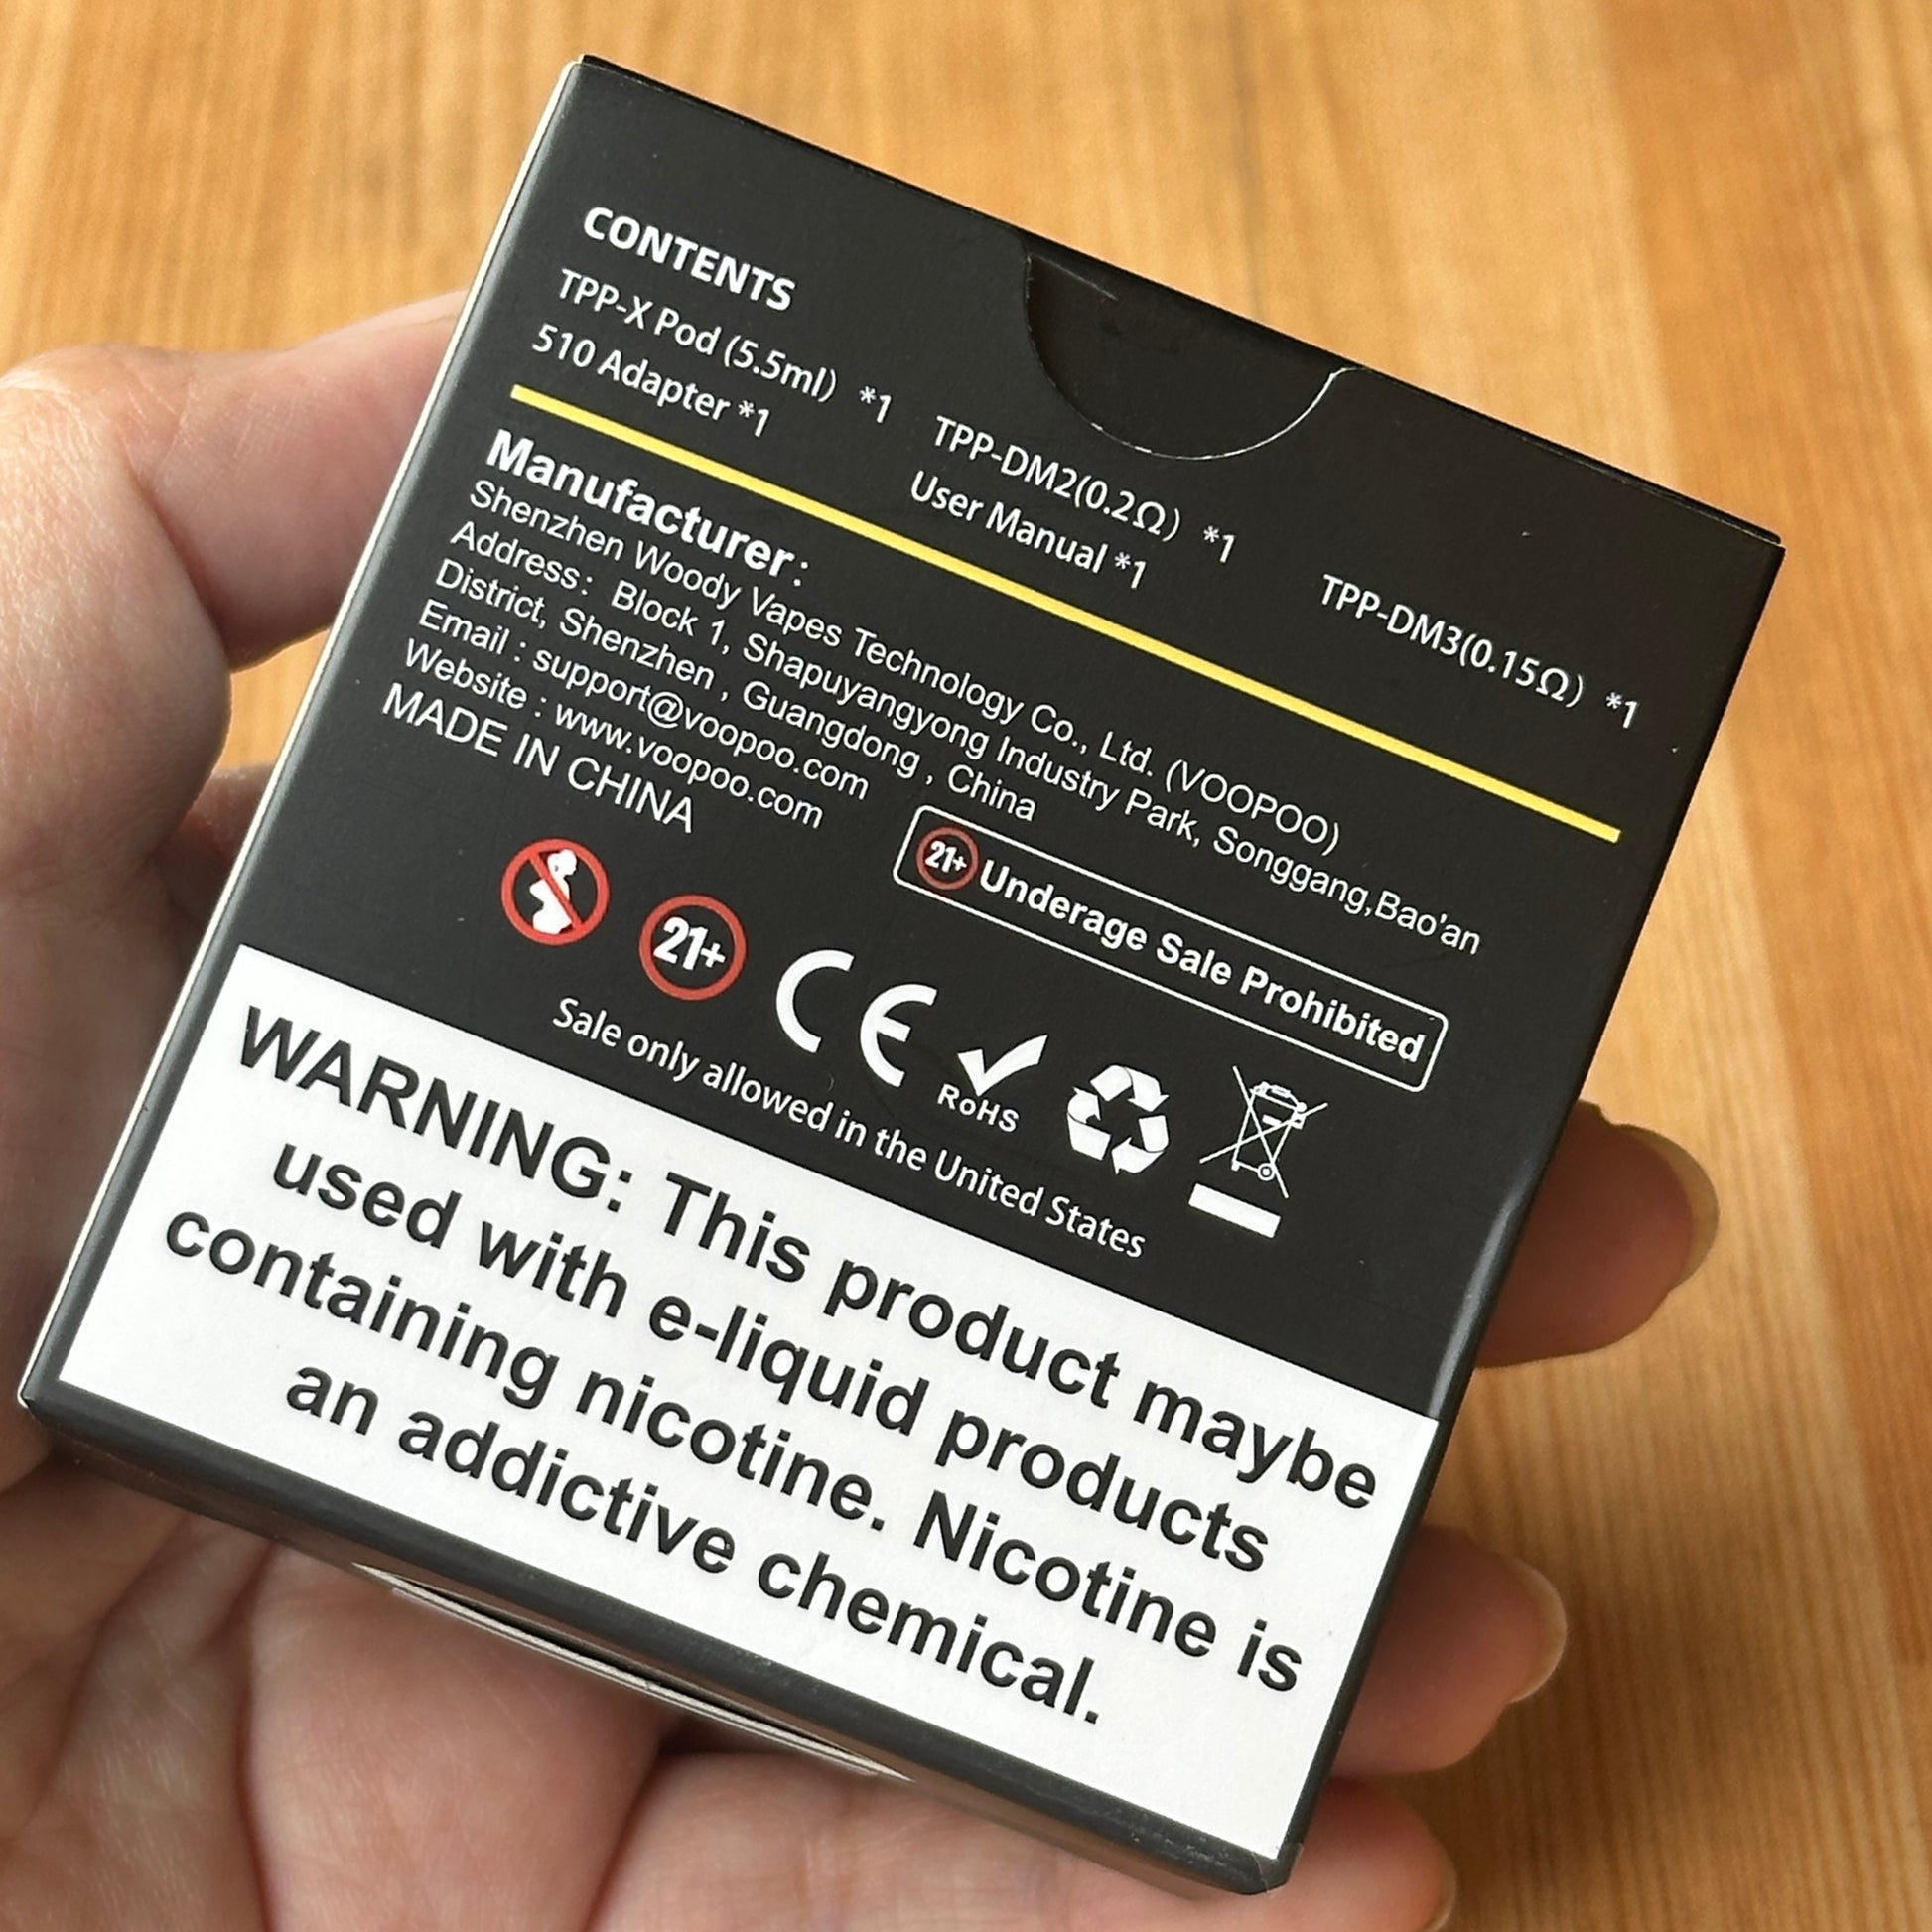 CONTENTS
TPP-X Pod (5.5ml) *1 TPP-DM2(0.2Ω) *1 TPP-DM3(0.15Ω) *1
510 Adapter *1 User Manual *1
Manufacturer:
Shenzhen Woody Vapes Technology Co., Ltd. (VOOPOO)
Address: Block 1, Shapuyangyong Industry Park, Songgang,Bao'an
District, Shenzhen , Guangdong , China
Email : support@voopoo.com
Website : www.voopoo.com
MADE IN CHINA
21+ Underage Sale Prohibited
21+
CE
RoHS
Sale only allowed in the United States
WARNING: This product maybe
used with e-liquid products
containing nicotine. Nicotine is
an addictive chemical.